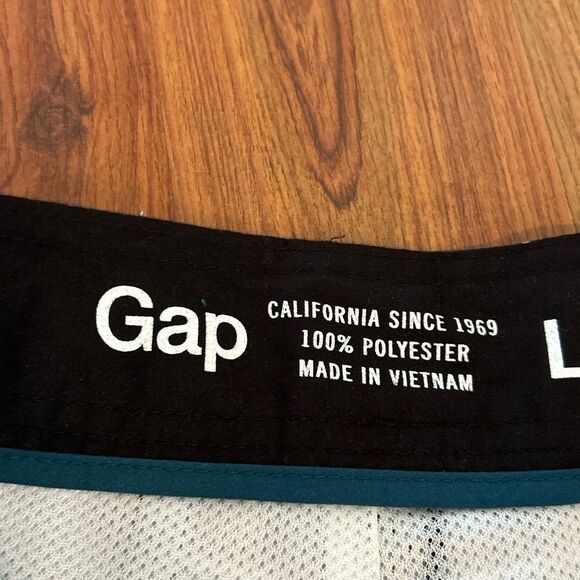 Gap
CALIFORNIA SINCE 1969
100% POLYESTER
MADE IN VIETNAM
L